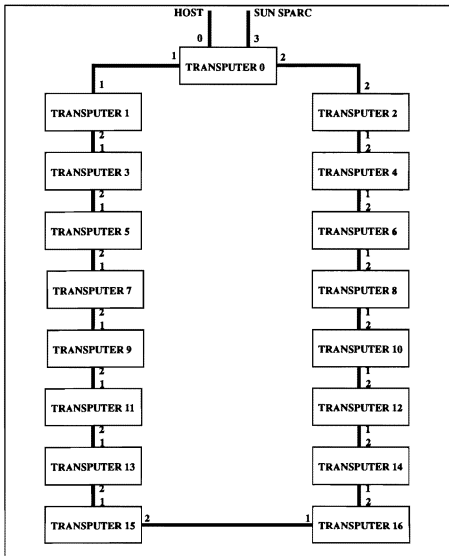 HOST SUN SPARC
0 3
1 TRANSPUTER 0 2
1 2
TRANSPUTER 1 TRANSPUTER 2
2 1
1 2
TRANSPUTER 3 TRANSPUTER 4
2 1
1 2
TRANSPUTER 5 TRANSPUTER 6
2 1
1 2
TRANSPUTER 7 TRANSPUTER 8
2 1
1 2
TRANSPUTER 9 TRANSPUTER 10
2 1
1 2
TRANSPUTER 11 TRANSPUTER 12
2 1
1 2
TRANSPUTER 13 TRANSPUTER 14
2 1
1 2
TRANSPUTER 15 2 1 TRANSPUTER 16